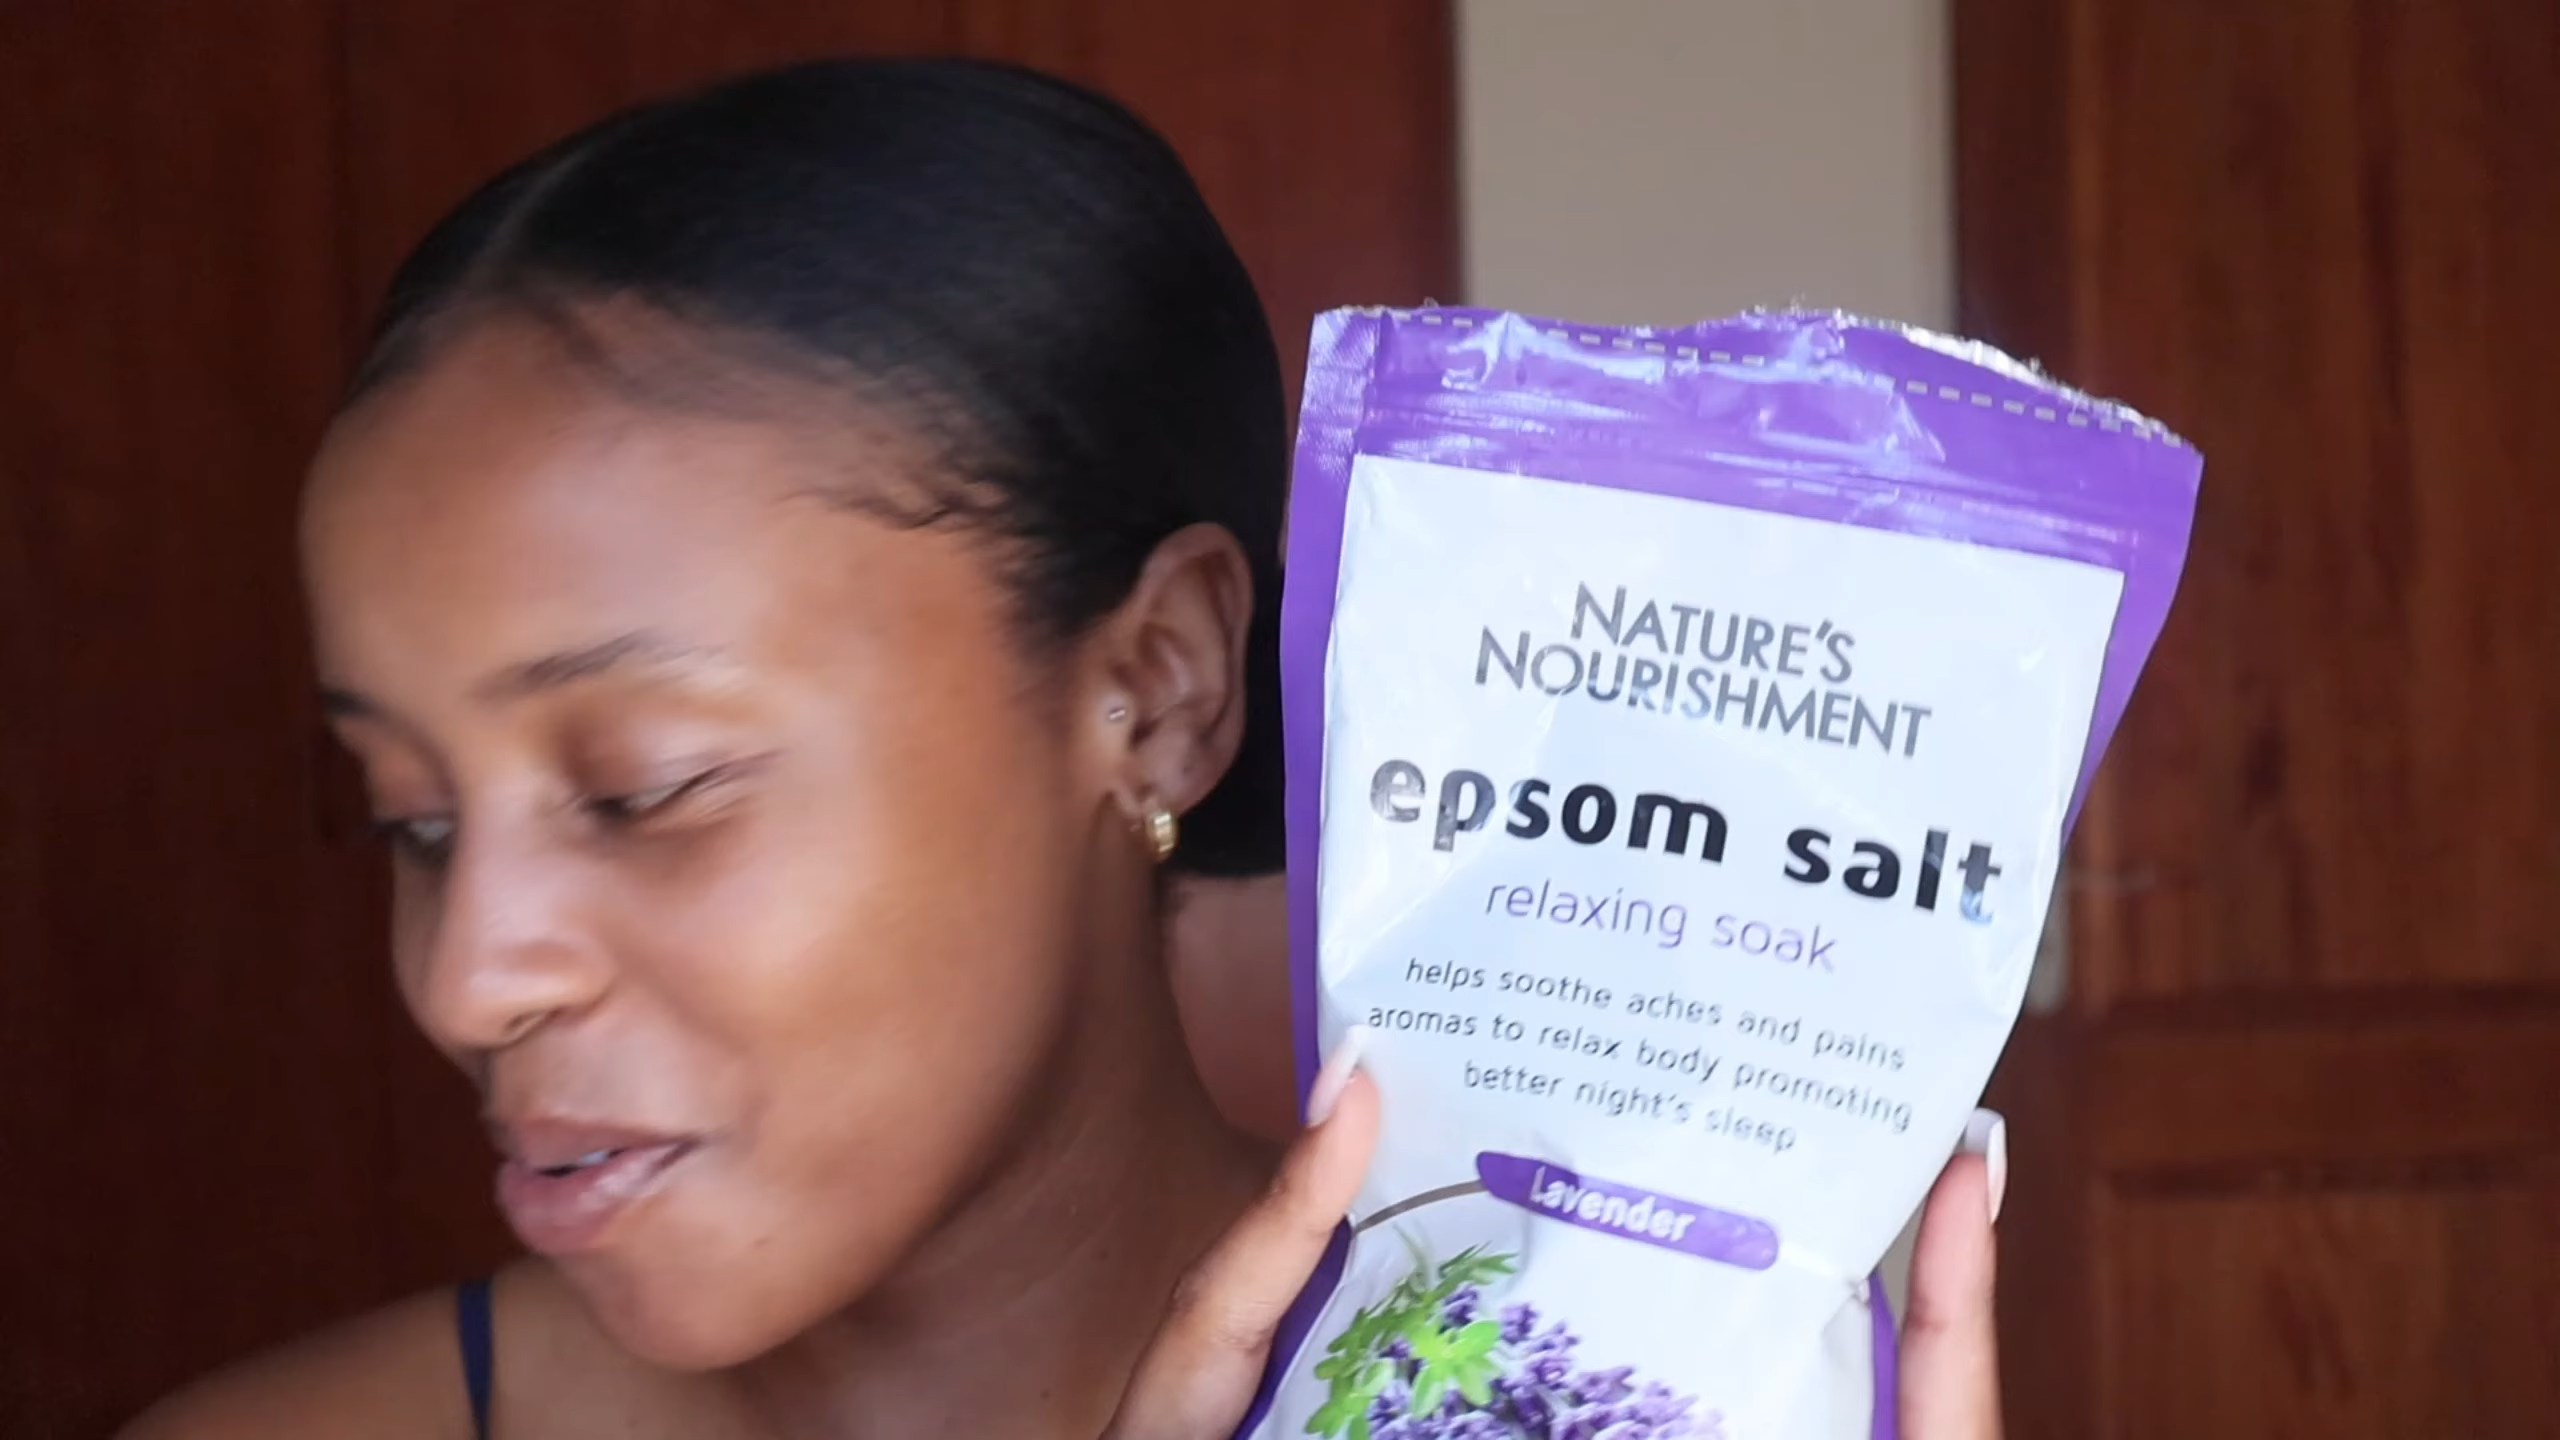 NATURE'S
NOURISHMENT
epsom salt
relaxing soak
helps soothe aches and pains
aromas to relax body promoting
better night's sleep
Lavender